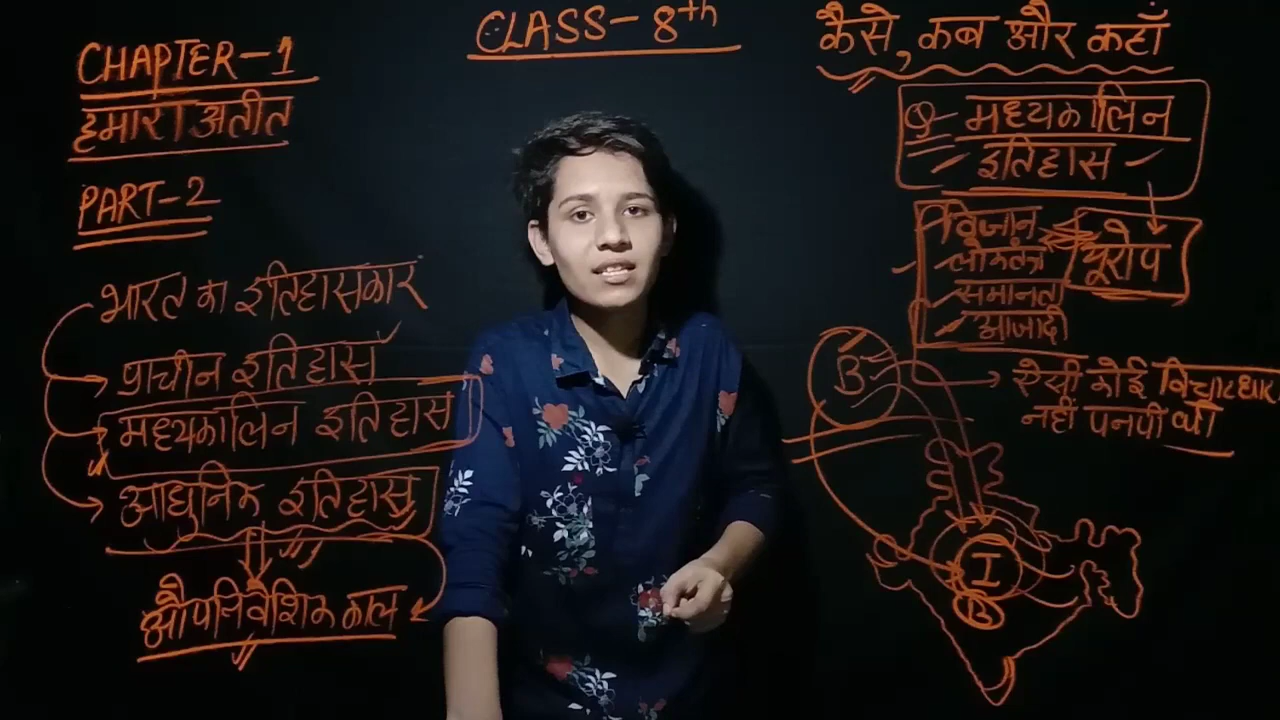 CLASS-8th
CHAPTER-1
हमारा अतीत
PART-2
भारत का इतिहासकार
प्राचीन इतिहास
मध्यकालिन इतिहास
आधुनिक इतिहास
औपनिवैशिक काल
कैसे, कब और कहाँ
Q- मध्यकालिन
इतिहास
विज्ञान
लोकतंत्र
यूरोप
समानता
आजादी
B
ऐसी कोई विचारधारा
नहीं पनपी थी
I
B